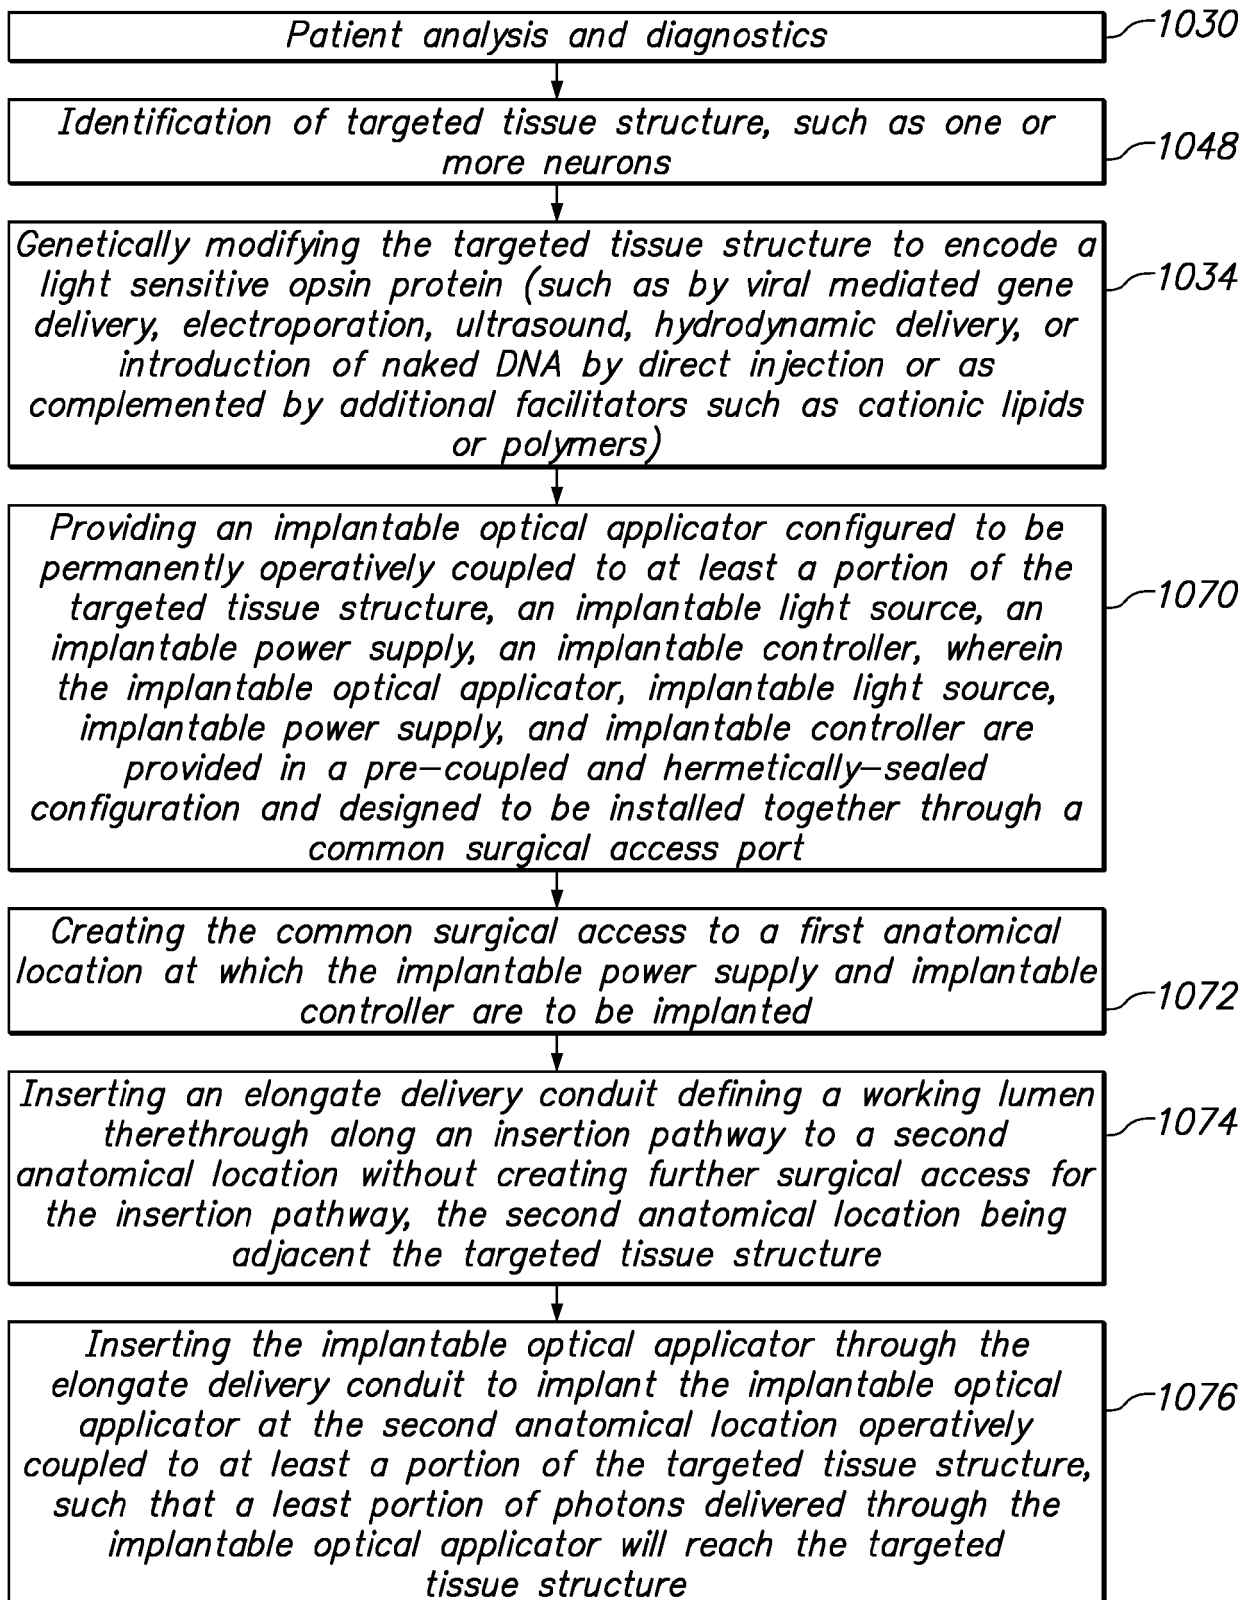 Patient analysis and diagnostics
1030
Identification of targeted tissue structure, such as one or
more neurons
1048
Genetically modifying the targeted tissue structure to encode a
light sensitive opsin protein (such as by viral mediated gene
delivery, electroporation, ultrasound, hydrodynamic delivery, or
introduction of naked DNA by direct injection or as
complemented by additional facilitators such as cationic lipids
or polymers)
1034
Providing an implantable optical applicator configured to be
permanently operatively coupled to at least a portion of the
targeted tissue structure, an implantable light source, an
implantable power supply, an implantable controller, wherein
the implantable optical applicator, implantable light source,
implantable power supply, and implantable controller are
provided in a pre-coupled and hermetically-sealed
configuration and designed to be installed together through a
common surgical access port
1070
Creating the common surgical access to a first anatomical
location at which the implantable power supply and implantable
controller are to be implanted
1072
Inserting an elongate delivery conduit defining a working lumen
therethrough along an insertion pathway to a second
anatomical location without creating further surgical access for
the insertion pathway, the second anatomical location being
adjacent the targeted tissue structure
1074
Inserting the implantable optical applicator through the
elongate delivery conduit to implant the implantable optical
applicator at the second anatomical location operatively
coupled to at least a portion of the targeted tissue structure,
such that a least portion of photons delivered through the
implantable optical applicator will reach the targeted
tissue structure
1076